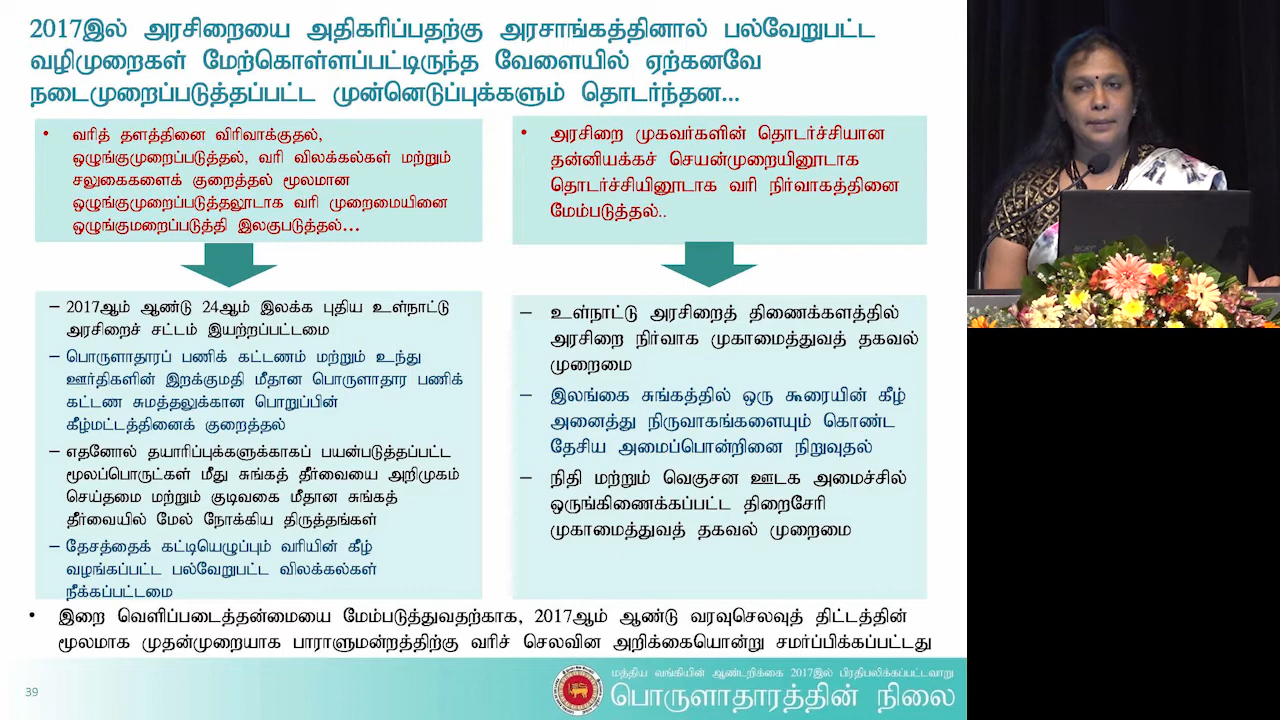 2017இல் அரசிறையை அதிகரிப்பதற்கு அரசாங்கத்தினால் பல்வேறுபட்ட
வழிமுறைகள் மேற்கொள்ளப்பட்டிருந்த வேளையில் ஏற்கனவே
நடைமுறைப்படுத்தப்பட்ட முன்னெடுப்புக்களும் தொடர்ந்தன...
• வரித் தளத்தினை விரிவாக்குதல்,
ஒழுங்குமுறைப்படுத்தல், வரி விலக்கல்கள் மற்றும்
சலுகைகளைக் குறைத்தல் மூலமான
ஒழுங்குமுறைப்படுத்தலூடாக வரி முறைமையினை
ஒழுங்குமறைப்படுத்தி இலகுபடுத்தல்...
– 2017ஆம் ஆண்டு 24ஆம் இலக்க புதிய உள்நாட்டு
அரசிறைச் சட்டம் இயற்றப்பட்டமை
– பொருளாதாரப் பணிக் கட்டணம் மற்றும் உந்து
ஊர்திகளின் இறக்குமதி மீதான பொருளாதார பணிக்
கட்டண சுமத்தலுக்கான பொறுப்பின்
கீழ்மட்டத்தினைக் குறைத்தல்
– எதனோல் தயாரிப்புக்களுக்காகப் பயன்படுத்தப்பட்ட
மூலப்பொருட்கள் மீது சுங்கத் தீர்வையை அறிமுகம்
செய்தமை மற்றும் குடிவகை மீதான சுங்கத்
தீர்வையில் மேல் நோக்கிய திருத்தங்கள்
– தேசத்தைக் கட்டியெழுப்பும் வரியின் கீழ்
வழங்கப்பட்ட பல்வேறுபட்ட விலக்கல்கள்
நீக்கப்பட்டமை
• அரசிறை முகவர்களின் தொடர்ச்சியான
தன்னியக்கச் செயன்முறையினூடாக
தொடர்ச்சியினூடாக வரி நிர்வாகத்தினை
மேம்படுத்தல்..
– உள்நாட்டு அரசிறைத் திணைக்களத்தில்
அரசிறை நிர்வாக முகாமைத்துவத் தகவல்
முறைமை
– இலங்கை சுங்கத்தில் ஒரு கூரையின் கீழ்
அனைத்து நிருவாகங்களையும் கொண்ட
தேசிய அமைப்பொன்றினை நிறுவுதல்
– நிதி மற்றும் வெகுசன ஊடக அமைச்சில்
ஒருங்கிணைக்கப்பட்ட திறைசேரி
முகாமைத்துவத் தகவல் முறைமை
• இறை வெளிப்படைத்தன்மையை மேம்படுத்துவதற்காக, 2017ஆம் ஆண்டு வரவுசெலவுத் திட்டத்தின்
மூலமாக முதன்முறையாக பாராளுமன்றத்திற்கு வரிச் செலவின அறிக்கையொன்று சமர்ப்பிக்கப்பட்டது
39
மத்திய வங்கியின் ஆண்டறிக்கை 2017இல் பிரதிபலிக்கப்பட்டவாறு
பொருளாதாரத்தின் நிலை